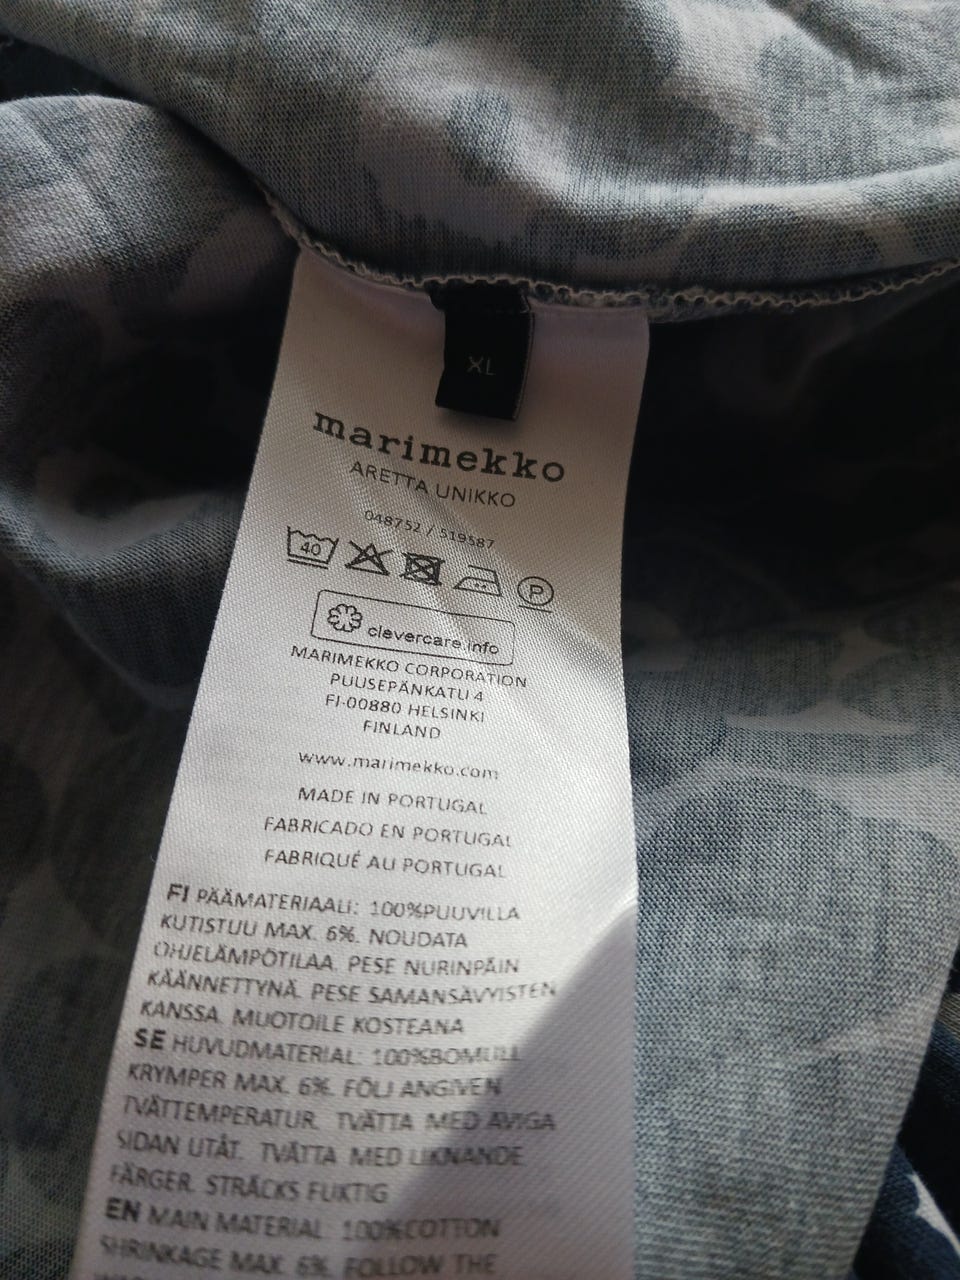 XL
marimekko
ARETTA UNIKKO
048752 / 519587
40 P
clevercare.info
MARIMEKKO CORPORATION
PUUSEPÄNKATU 4
FI-00880 HELSINKI
FINLAND
www.marimekko.com
MADE IN PORTUGAL
FABRICADO EN PORTUGAL
FABRIQUÉ AU PORTUGAL
FI PÄÄMATERIAALI: 100%PUUVILLA
KUTISTUU MAX. 6%. NOUDATA
OHJELÄMPÖTILAA. PESE NURINPÄIN
KÄÄNNETTYNÄ. PESE SAMANSÄVYISTEN
KANSSA. MUOTOILE KOSTEANA
SE HUVUDMATERIAL: 100%BOMULL
KRYMPER MAX. 6%. FÖLJ ANGIVEN
TVÄTTEMPERATUR. TVÄTTA MED AVIGA
SIDAN UTÅT. TVÄTTA MED LIKNANDE
FÄRGER. STRÄCKS FUKTIG
EN MAIN MATERIAL: 100%COTTON
SHRINKAGE MAX. 6%. FOLLOW THE